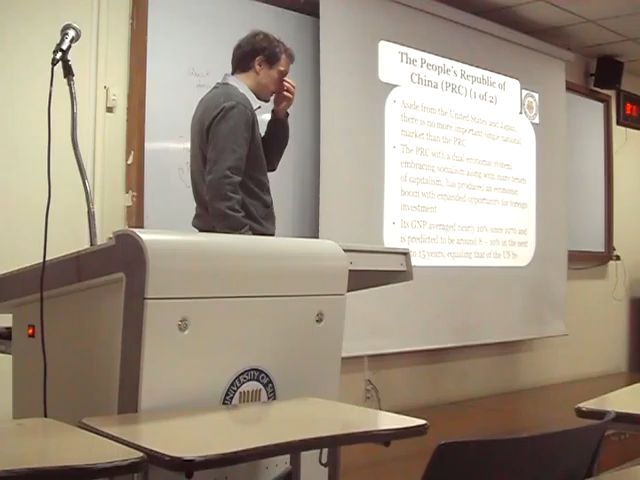 The People's Republic of
China (PRC) (1 of 2)
Aside from the United States and Japan,
there is no more important single national
market than the PRC
The PRC with a dual economic system,
embracing socialism along with many tenets
of capitalism, has produced an economic
boom with expanded opportunity for foreign
investment
Its GNP averaged nearly 10% since 1970 and
is predicted to be around 8 – 10% in the next
to 15 years, equaling that of the US by
UNIVERSITY OF